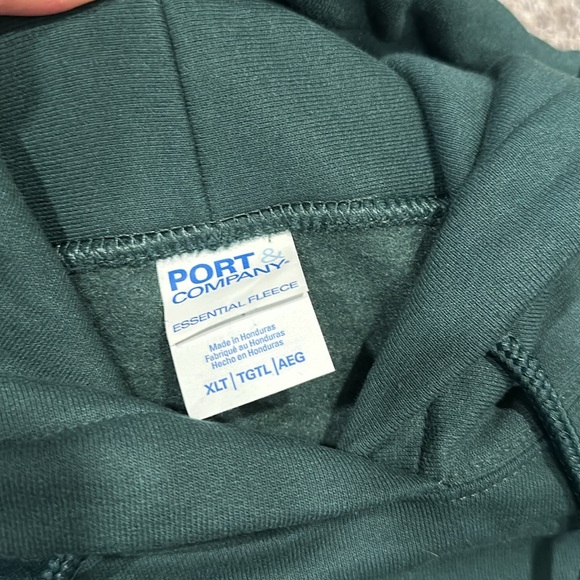 PORT &
COMPANY
ESSENTIAL FLEECE
Made in Honduras
Fabriqué au Honduras
Hecho en Honduras
XLT | TGTL | AEG